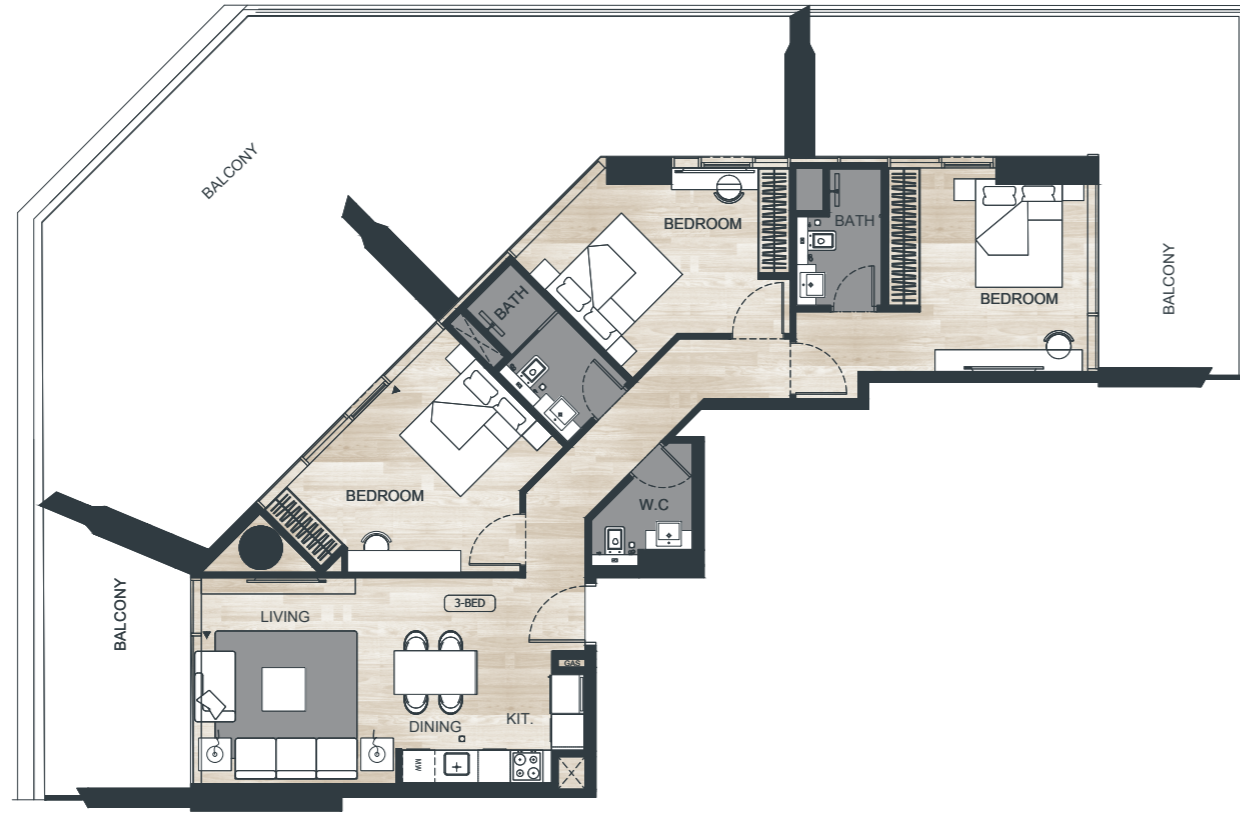 BALCONY
BEDROOM
BATH
BALCONY
BEDROOM
BATH
BEDROOM
W.C
BALCONY
LIVING
3-BED
GAS
DINING
KIT.
MW